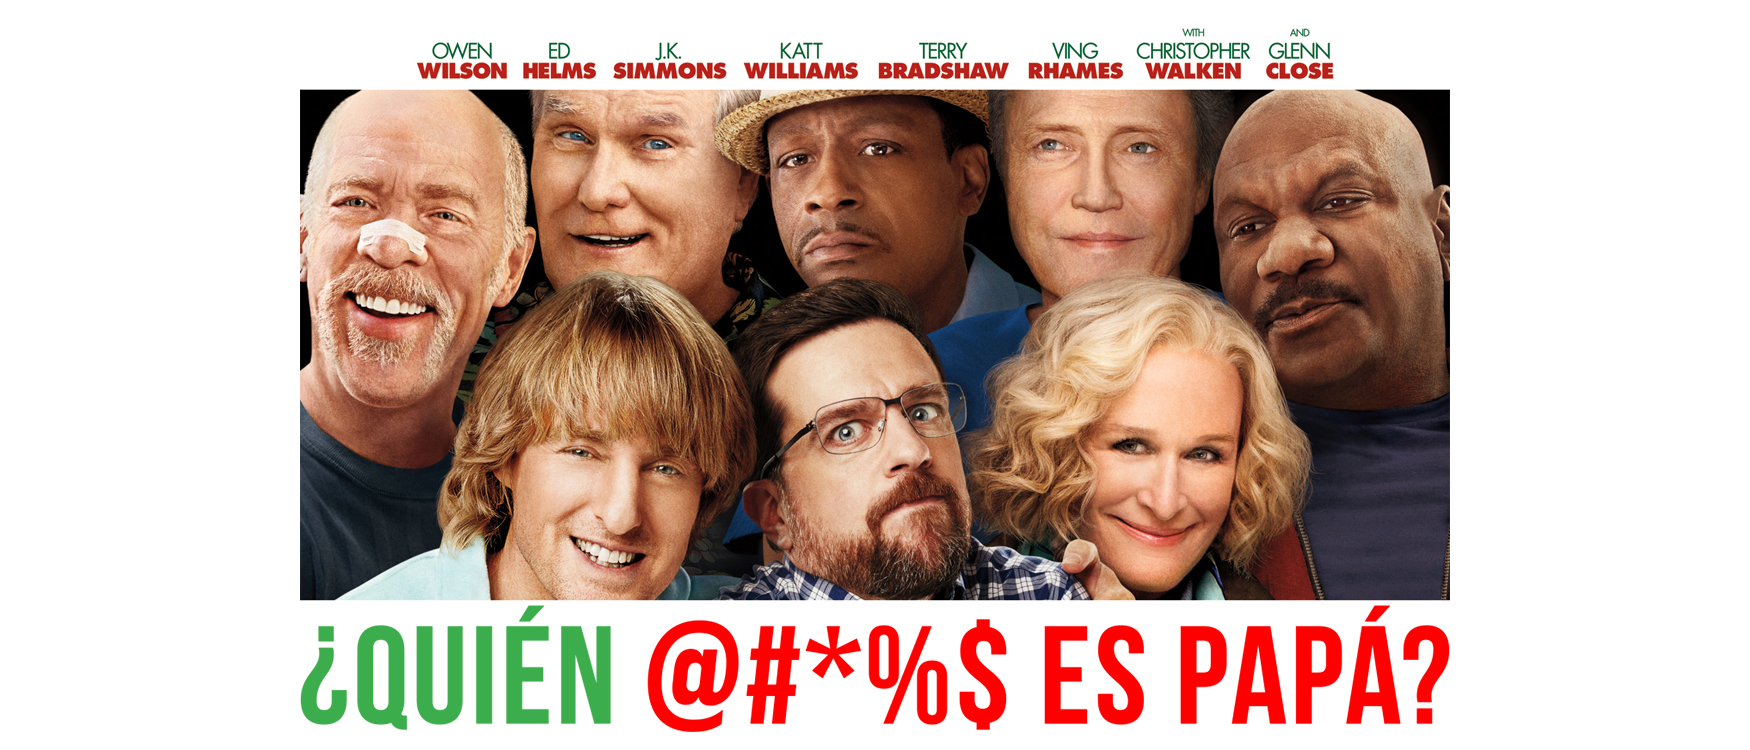 OWEN WILSON
ED HELMS
J.K. SIMMONS
KATT WILLIAMS
TERRY BRADSHAW
VING RHAMES
WITH CHRISTOPHER WALKEN
AND GLENN CLOSE
¿QUIÉN @#*%$ ES PAPÁ?